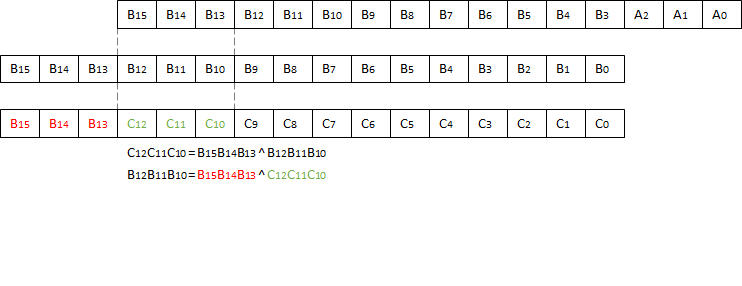 B15 B14 B13 B12 B11 B10 B9 B8 B7 B6 B5 B4 B3 A2 A1 A0
B15 B14 B13 B12 B11 B10 B9 B8 B7 B6 B5 B4 B3 B2 B1 B0
B15 B14 B13 C12 C11 C10 C9 C8 C7 C6 C5 C4 C3 C2 C1 C0
C12C11C10 = B15B14B13 ^ B12B11B10
B12B11B10 = B15B14B13 ^ C12C11C10